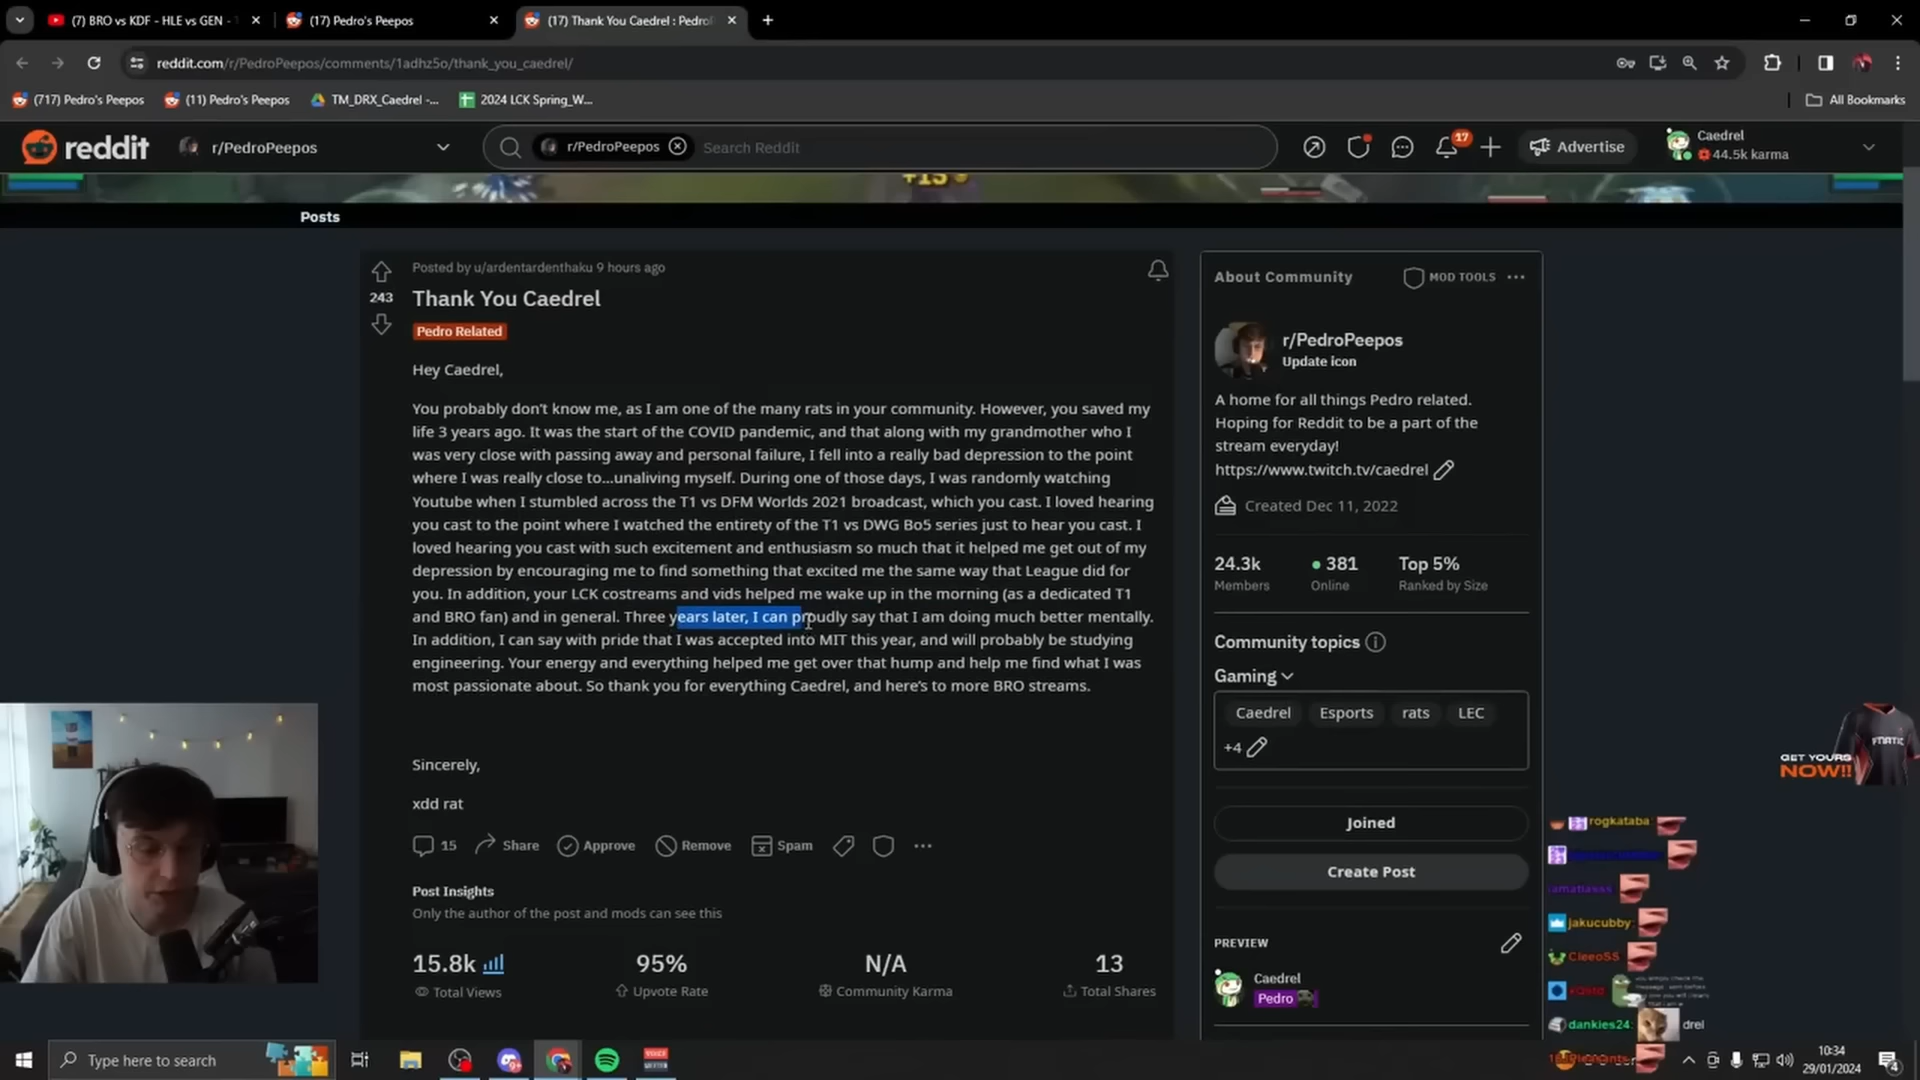 (7) BRO vs KDF - HLE vs GEN -
(17) Pedro's Peepos
(17) Thank You Caedrel : Pedro
reddit.com/r/PedroPeepos/comments/1adhz5o/thank_you_caedrel/
(717) Pedro's Peepos
(11) Pedro's Peepos
TM_DRX_Caedrel -...
2024 LCK Spring_W...
All Bookmarks
reddit
r/PedroPeepos
r/PedroPeepos
Search Reddit
17
Advertise
Caedrel
44.5k karma
+15
Posts
Posted by u/ardentardenthaku 9 hours ago
243
Thank You Caedrel
Pedro Related
Hey Caedrel,
You probably don't know me, as I am one of the many rats in your community. However, you saved my
life 3 years ago. It was the start of the COVID pandemic, and that along with my grandmother who I
was very close with passing away and personal failure, I fell into a really bad depression to the point
where I was really close to...unaliving myself. During one of those days, I was randomly watching
Youtube when I stumbled across the T1 vs DFM Worlds 2021 broadcast, which you cast. I loved hearing
you cast to the point where I watched the entirety of the T1 vs DWG Bo5 series just to hear you cast. I
loved hearing you cast with such excitement and enthusiasm so much that it helped me get out of my
depression by encouraging me to find something that excited me the same way that League did for
you. In addition, your LCK costreams and vids helped me wake up in the morning (as a dedicated T1
and BRO fan) and in general. Three years later, I can proudly say that I am doing much better mentally.
In addition, I can say with pride that I was accepted into MIT this year, and will probably be studying
engineering. Your energy and everything helped me get over that hump and help me find what I was
most passionate about. So thank you for everything Caedrel, and here's to more BRO streams.
Sincerely,
xdd rat
15
Share
Approve
Remove
Spam
Post Insights
Only the author of the post and mods can see this
15.8k
Total Views
95%
Upvote Rate
N/A
Community Karma
13
Total Shares
About Community
MOD TOOLS
r/PedroPeepos
Update icon
A home for all things Pedro related.
Hoping for Reddit to be a part of the
stream everyday!
https://www.twitch.tv/caedrel
Created Dec 11, 2022
24.3k
Members
381
Online
Top 5%
Ranked by Size
Community topics
Gaming
Caedrel
Esports
rats
LEC
+4
Joined
Create Post
PREVIEW
Caedrel
Pedro
FNATIC
GET YOURS
NOW!!
rogkataba:
jakucubby:
CleeoSS
dankies24:
drei
Type here to search
10:34
29/01/2024
4